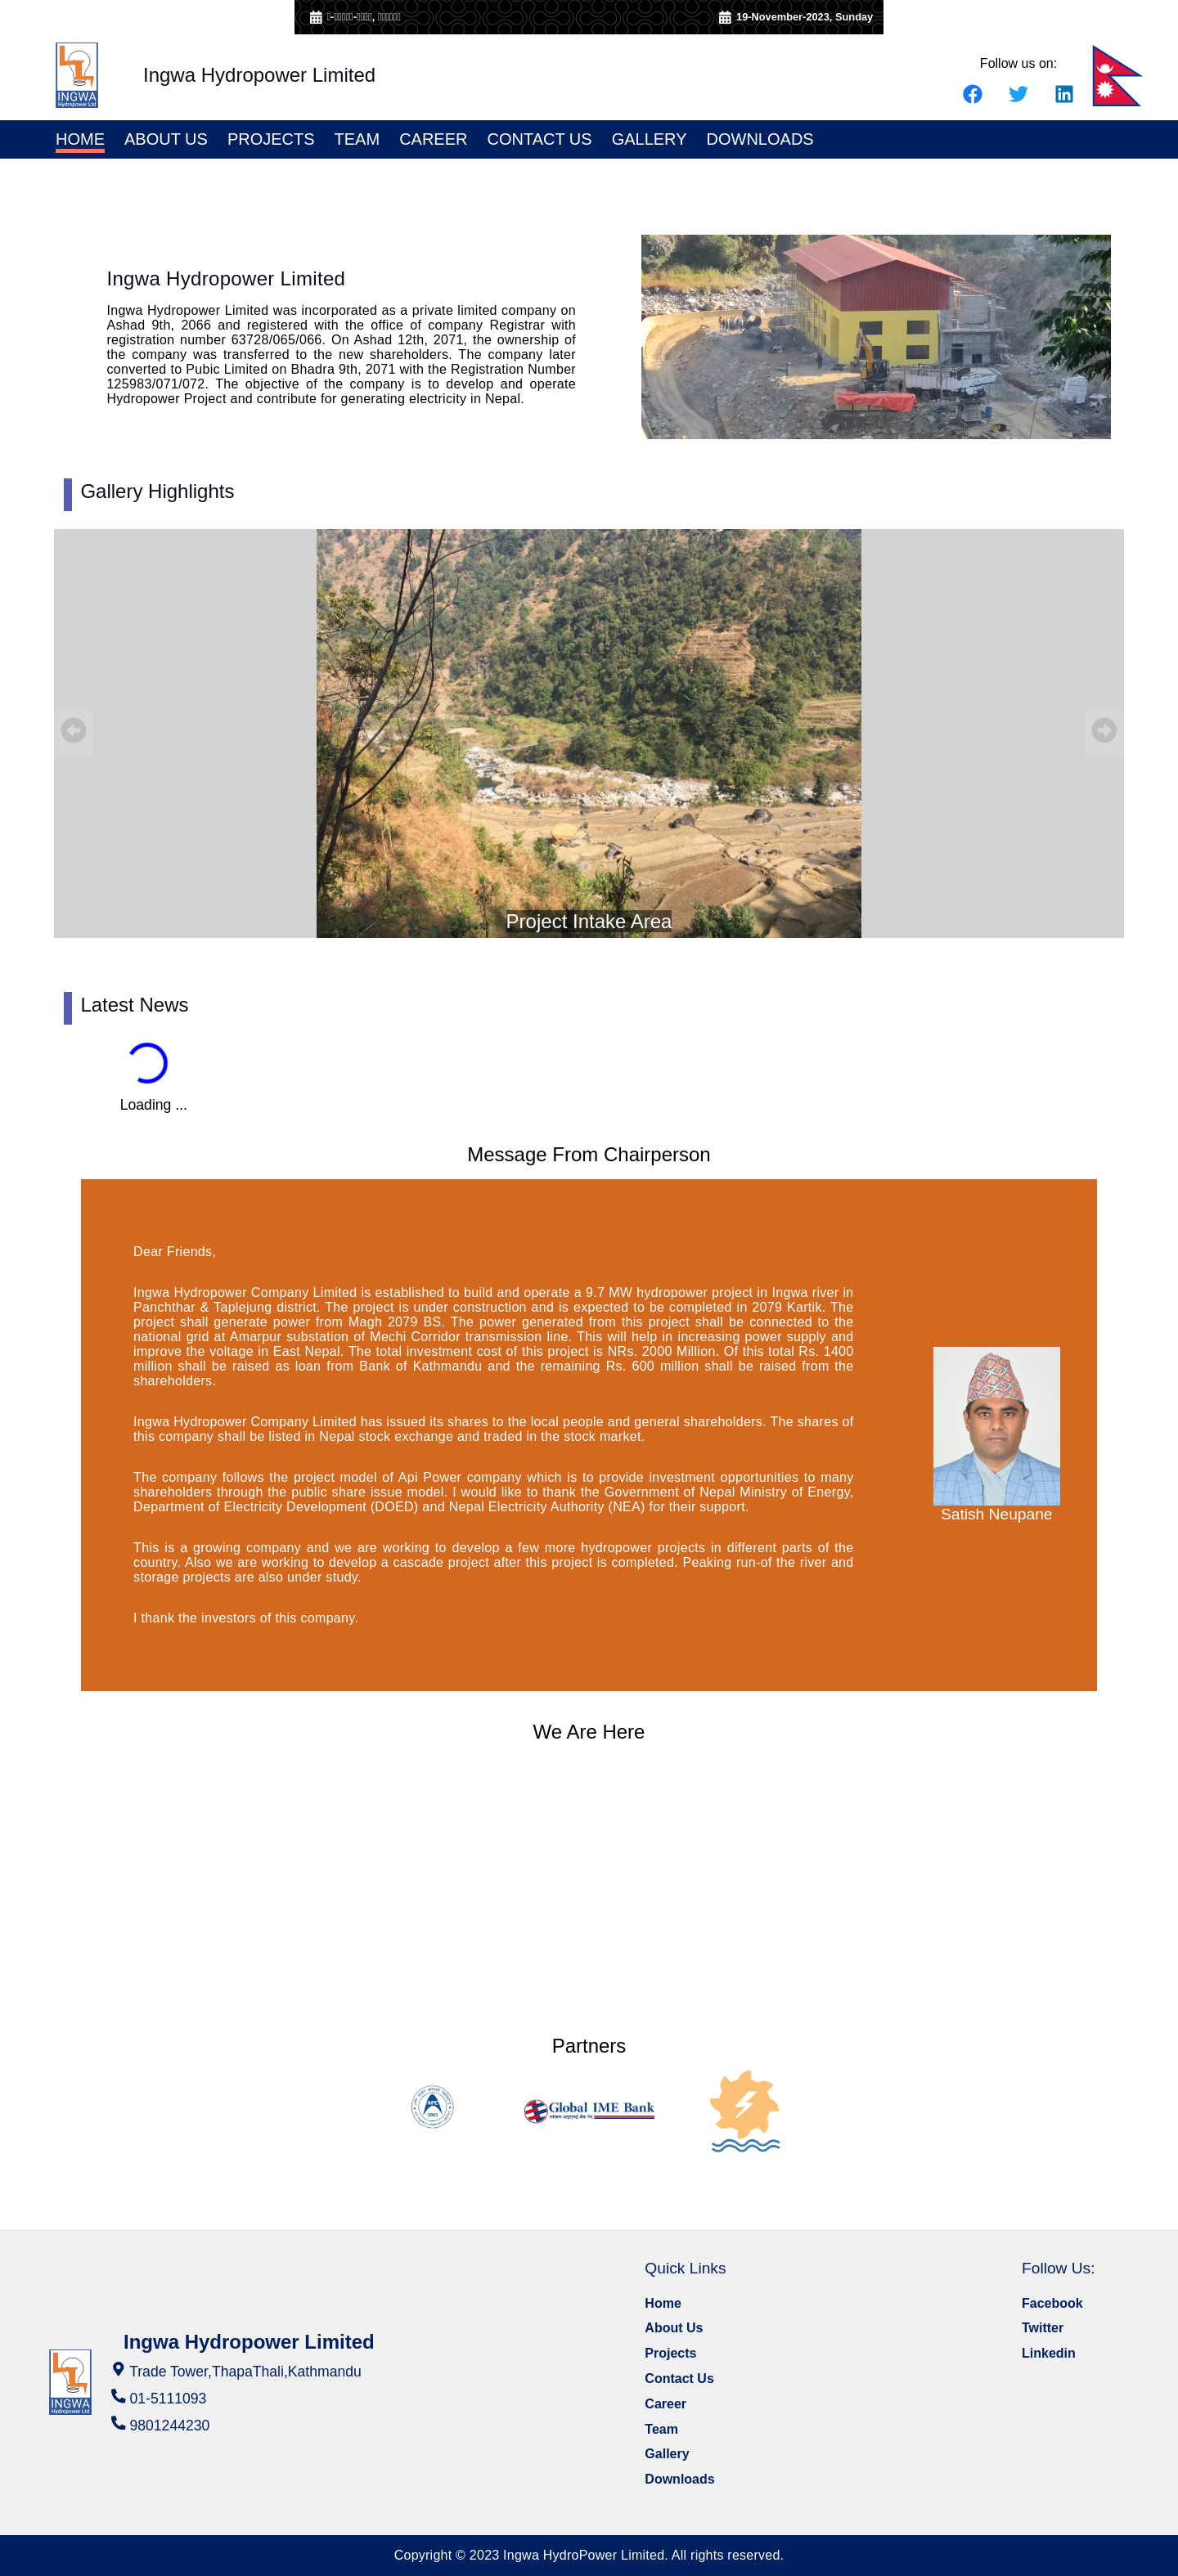 19-November-2023, Sunday
INGWA
Hydropower Ltd
Ingwa Hydropower Limited
Follow us on:
HOME ABOUT US PROJECTS TEAM CAREER CONTACT US GALLERY DOWNLOADS
Ingwa Hydropower Limited
Ingwa Hydropower Limited was incorporated as a private limited company on
Ashad 9th, 2066 and registered with the office of company Registrar with
registration number 63728/065/066. On Ashad 12th, 2071, the ownership of
the company was transferred to the new shareholders. The company later
converted to Pubic Limited on Bhadra 9th, 2071 with the Registration Number
125983/071/072. The objective of the company is to develop and operate
Hydropower Project and contribute for generating electricity in Nepal.
Gallery Highlights
Project Intake Area
Latest News
Loading ...
Message From Chairperson
Dear Friends,
Ingwa Hydropower Company Limited is established to build and operate a 9.7 MW hydropower project in Ingwa river in
Panchthar & Taplejung district. The project is under construction and is expected to be completed in 2079 Kartik. The
project shall generate power from Magh 2079 BS. The power generated from this project shall be connected to the
national grid at Amarpur substation of Mechi Corridor transmission line. This will help in increasing power supply and
improve the voltage in East Nepal. The total investment cost of this project is NRs. 2000 Million. Of this total Rs. 1400
million shall be raised as loan from Bank of Kathmandu and the remaining Rs. 600 million shall be raised from the
shareholders.
Ingwa Hydropower Company Limited has issued its shares to the local people and general shareholders. The shares of
this company shall be listed in Nepal stock exchange and traded in the stock market.
The company follows the project model of Api Power company which is to provide investment opportunities to many
shareholders through the public share issue model. I would like to thank the Government of Nepal Ministry of Energy,
Department of Electricity Development (DOED) and Nepal Electricity Authority (NEA) for their support.
This is a growing company and we are working to develop a few more hydropower projects in different parts of the
country. Also we are working to develop a cascade project after this project is completed. Peaking run-of the river and
storage projects are also under study.
I thank the investors of this company.
Satish Neupane
We Are Here
Partners
Global IME Bank
Ingwa Hydropower Limited
Trade Tower,ThapaThali,Kathmandu
01-5111093
9801244230
INGWA
Hydropower Ltd
Quick Links
Home
About Us
Projects
Contact Us
Career
Team
Gallery
Downloads
Follow Us:
Facebook
Twitter
Linkedin
Copyright © 2023 Ingwa HydroPower Limited. All rights reserved.